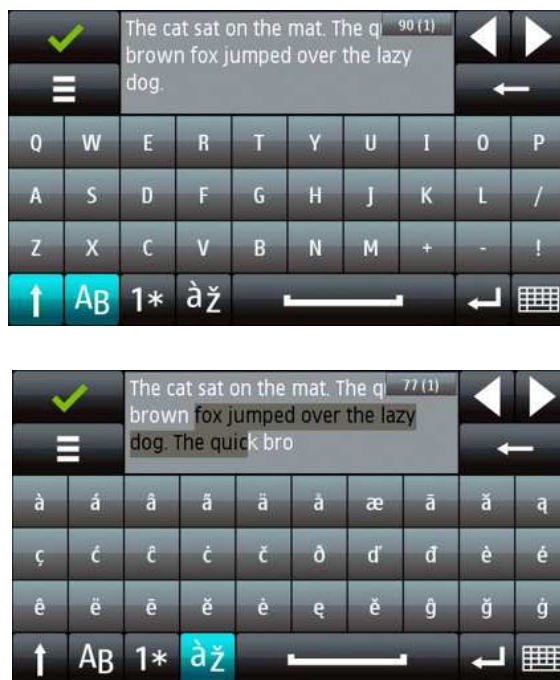 The cat sat on the mat. The q 90 (1)
brown fox jumped over the lazy
dog.
Q W E R T Y U I O P
A S D F G H J K L /
Z X C V B N M + - !
AB 1* àž
The cat sat on the mat. The q 77 (1)
brown fox jumped over the lazy
dog. The quick bro
à á â ã ä å æ ā ă ą
ç ć ĉ ċ č ð ď đ è é
ê ë ē ĕ ė ę ě ĝ ğ ġ
AB 1* àž